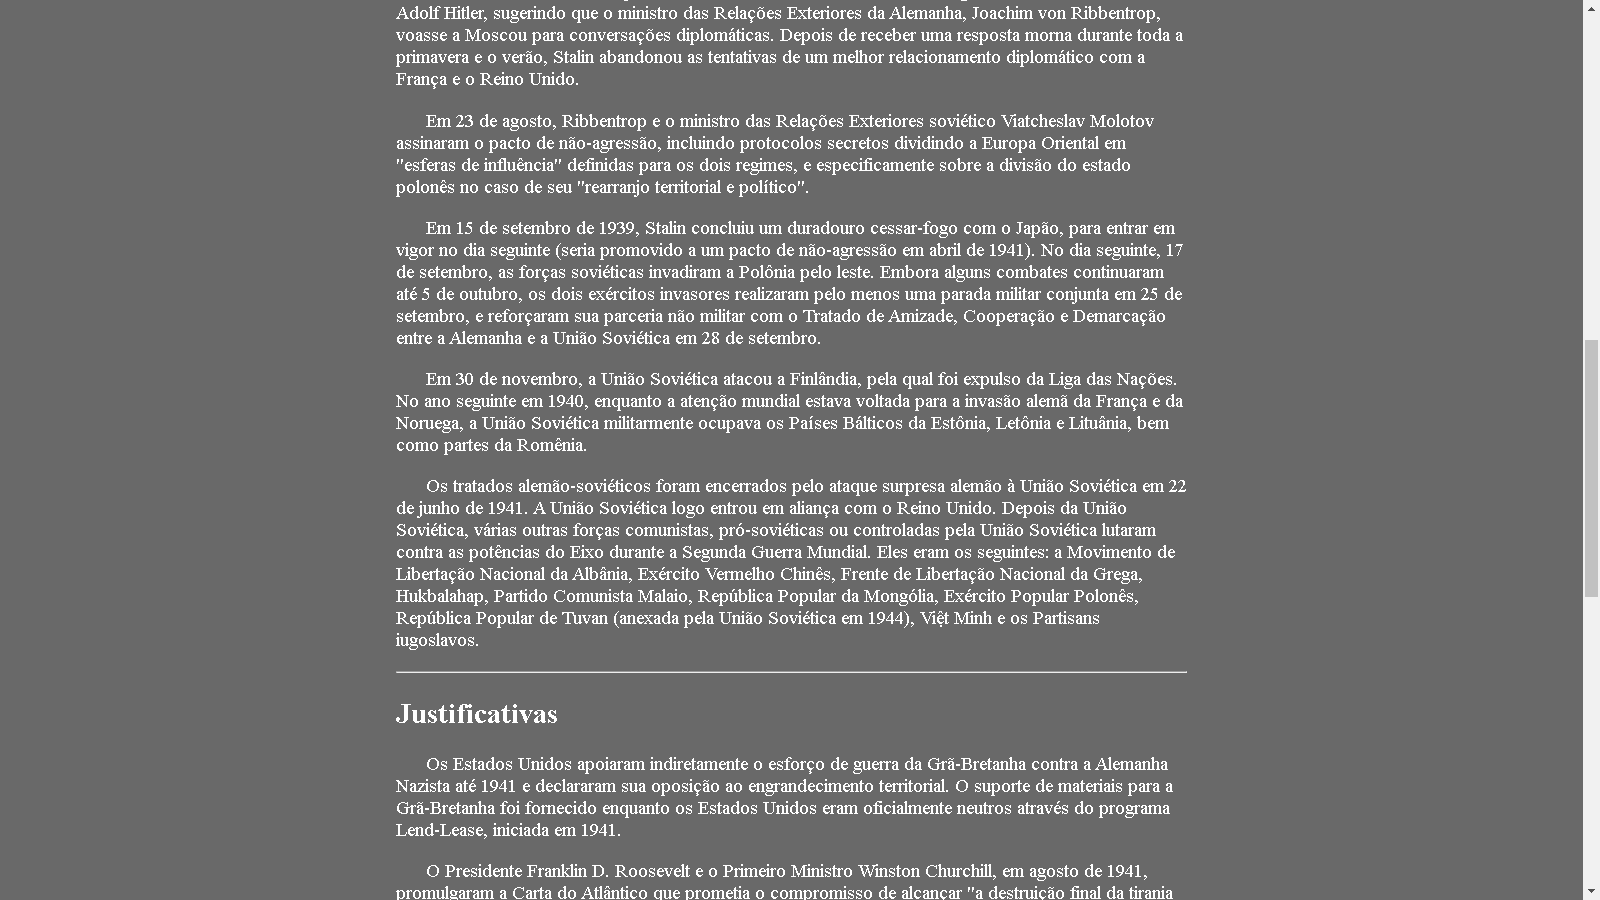 Adolf Hitler, sugerindo que o ministro das Relações Exteriores da Alemanha, Joachim von Ribbentrop,
voasse a Moscou para conversações diplomáticas. Depois de receber uma resposta morna durante toda a
primavera e o verão, Stalin abandonou as tentativas de um melhor relacionamento diplomático com a
França e o Reino Unido.
Em 23 de agosto, Ribbentrop e o ministro das Relações Exteriores soviético Viatcheslav Molotov
assinaram o pacto de não-agressão, incluindo protocolos secretos dividindo a Europa Oriental em
"esferas de influência" definidas para os dois regimes, e especificamente sobre a divisão do estado
polonês no caso de seu "rearranjo territorial e político".
Em 15 de setembro de 1939, Stalin concluiu um duradouro cessar-fogo com o Japão, para entrar em
vigor no dia seguinte (seria promovido a um pacto de não-agressão em abril de 1941). No dia seguinte, 17
de setembro, as forças soviéticas invadiram a Polônia pelo leste. Embora alguns combates continuaram
até 5 de outubro, os dois exércitos invasores realizaram pelo menos uma parada militar conjunta em 25 de
setembro, e reforçaram sua parceria não militar com o Tratado de Amizade, Cooperação e Demarcação
entre a Alemanha e a União Soviética em 28 de setembro.
Em 30 de novembro, a União Soviética atacou a Finlândia, pela qual foi expulso da Liga das Nações.
No ano seguinte em 1940, enquanto a atenção mundial estava voltada para a invasão alemã da França e da
Noruega, a União Soviética militarmente ocupava os Países Bálticos da Estônia, Letônia e Lituânia, bem
como partes da Romênia.
Os tratados alemão-soviéticos foram encerrados pelo ataque surpresa alemão à União Soviética em 22
de junho de 1941. A União Soviética logo entrou em aliança com o Reino Unido. Depois da União
Soviética, várias outras forças comunistas, pró-soviéticas ou controladas pela União Soviética lutaram
contra as potências do Eixo durante a Segunda Guerra Mundial. Eles eram os seguintes: a Movimento de
Libertação Nacional da Albânia, Exército Vermelho Chinês, Frente de Libertação Nacional da Grega,
Hukbalahap, Partido Comunista Malaio, República Popular da Mongólia, Exército Popular Polonês,
República Popular de Tuvan (anexada pela União Soviética em 1944), Việt Minh e os Partisans
iugoslavos.
Justificativas
Os Estados Unidos apoiaram indiretamente o esforço de guerra da Grã-Bretanha contra a Alemanha
Nazista até 1941 e declararam sua oposição ao engrandecimento territorial. O suporte de materiais para a
Grã-Bretanha foi fornecido enquanto os Estados Unidos eram oficialmente neutros através do programa
Lend-Lease, iniciada em 1941.
O Presidente Franklin D. Roosevelt e o Primeiro Ministro Winston Churchill, em agosto de 1941,
promulgaram a Carta do Atlântico que prometia o compromisso de alcançar "a destruição final da tirania